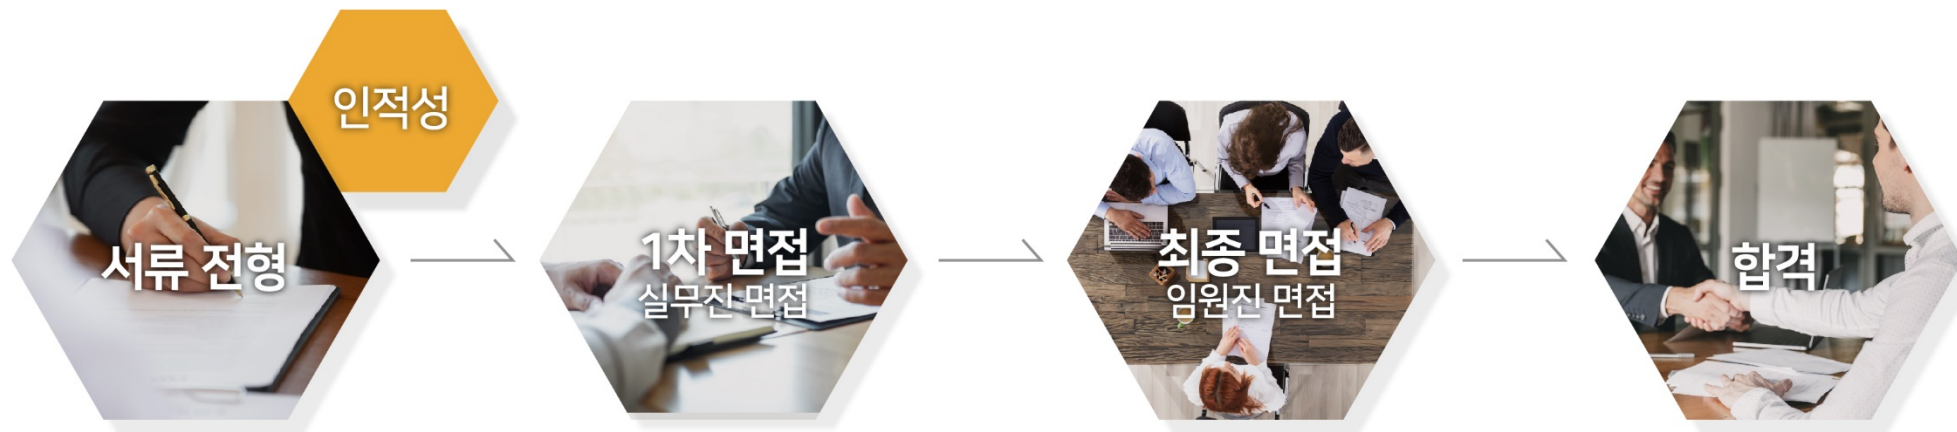 인적성
서류 전형
1차 면접
실무진 면접
최종 면접
임원진 면접
합격